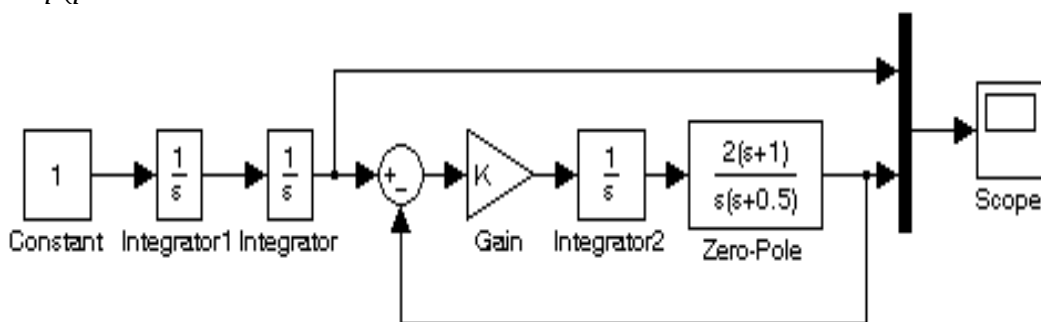 1
Constant
1
s
Integrator1
1
s
Integrator
+
−
K
Gain
1
s
Integrator2
2(s+1)
s(s+0.5)
Zero-Pole
Scope